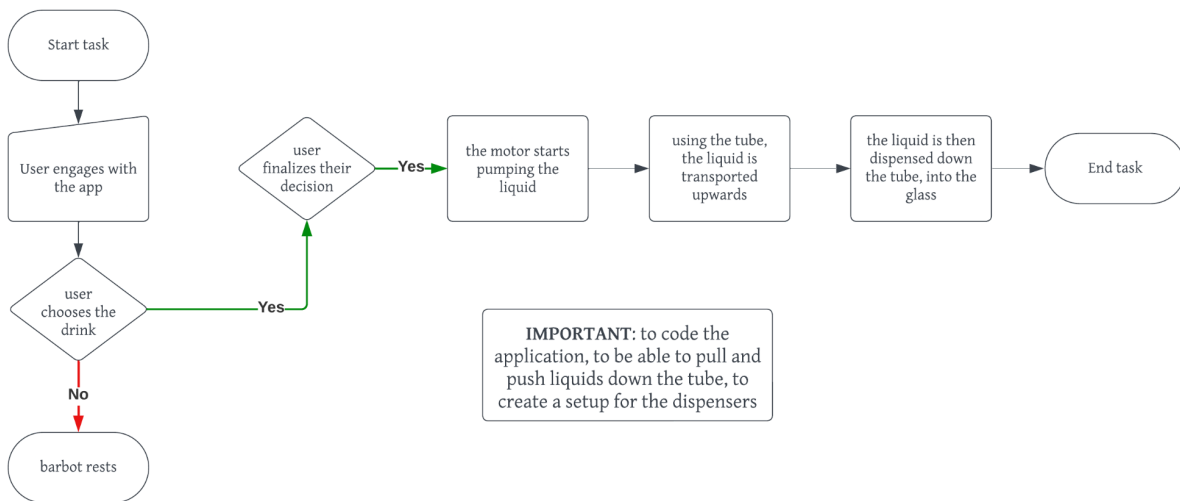 Start task
User engages with
the app
user
chooses the
drink
No
barbot rests
Yes
user
finalizes their
decision
Yes
the motor starts
pumping the
liquid
using the tube,
the liquid is
transported
upwards
the liquid is then
dispensed down
the tube, into the
glass
End task
IMPORTANT: to code the
application, to be able to pull and
push liquids down the tube, to
create a setup for the dispensers